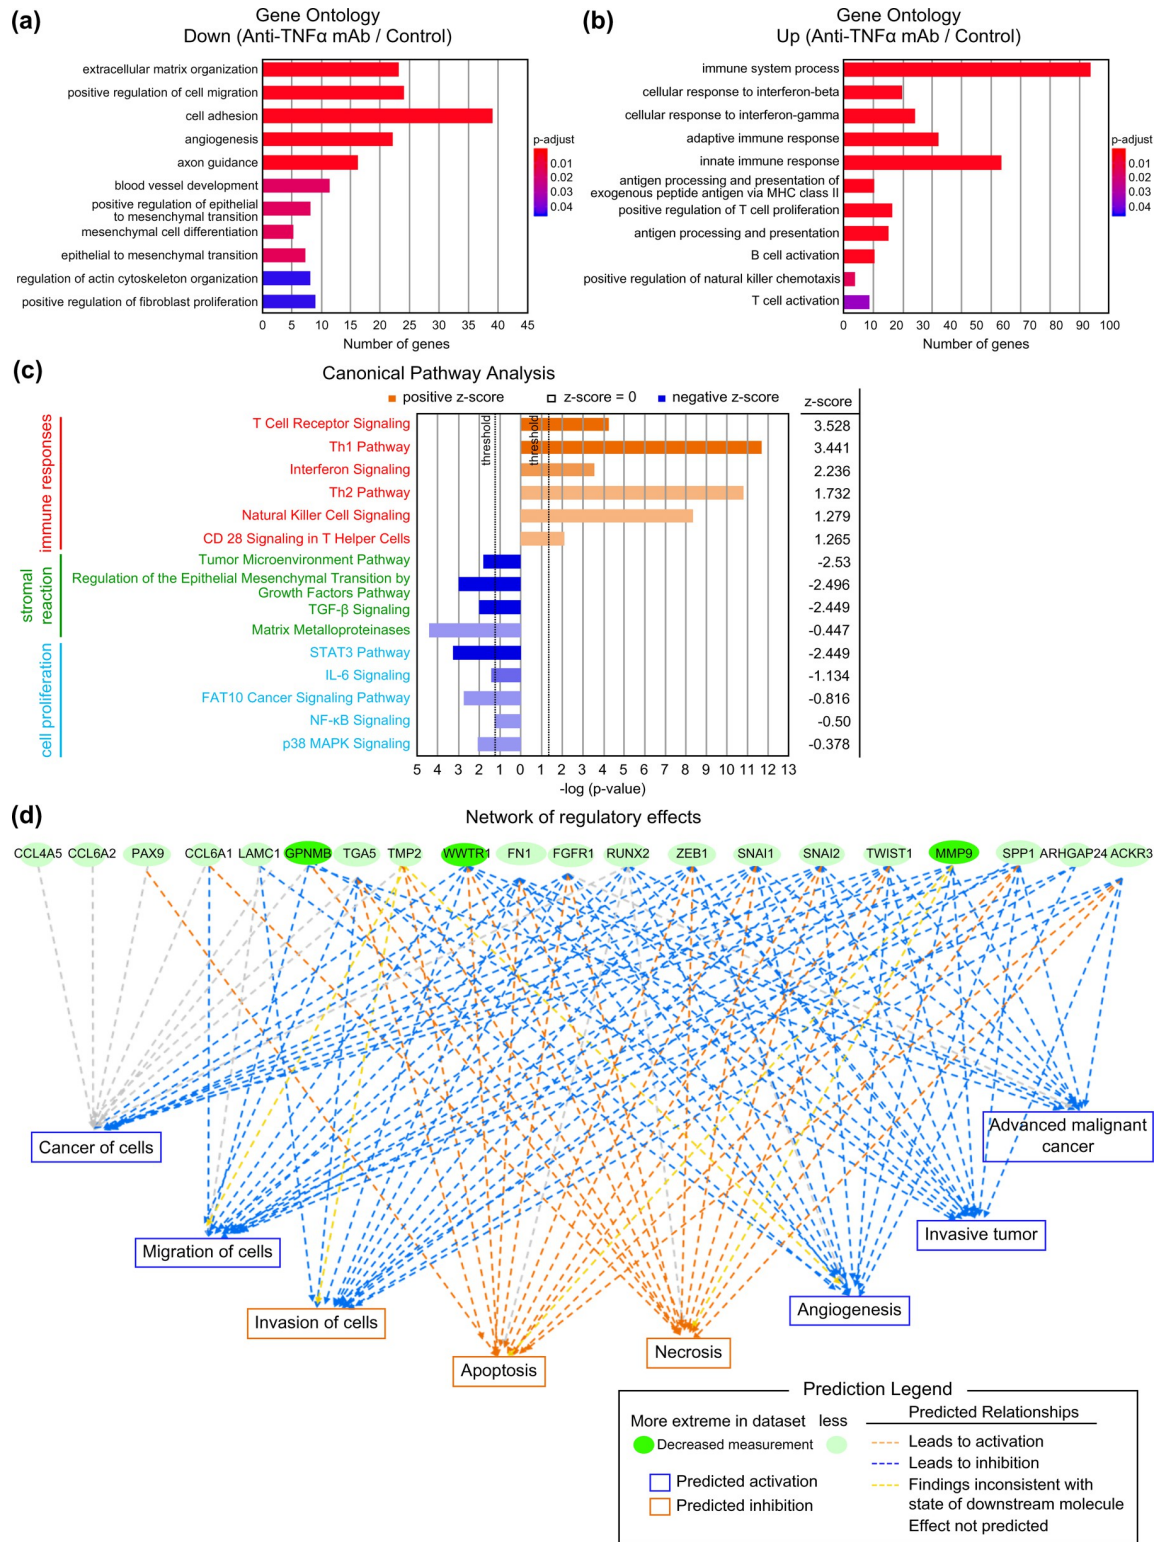 (a)
Gene Ontology
Down (Anti-TNFα mAb / Control)
extracellular matrix organization
positive regulation of cell migration
cell adhesion
angiogenesis
axon guidance
blood vessel development
positive regulation of epithelial
to mesenchymal transition
mesenchymal cell differentiation
epithelial to mesenchymal transition
regulation of actin cytoskeleton organization
positive regulation of fibroblast proliferation
0 5 10 15 20 25 30 35 40 45
Number of genes
p-adjust
0.01
0.02
0.03
0.04
(b)
Gene Ontology
Up (Anti-TNFα mAb / Control)
immune system process
cellular response to interferon-beta
cellular response to interferon-gamma
adaptive immune response
innate immune response
antigen processing and presentation of
exogenous peptide antigen via MHC class II
positive regulation of T cell proliferation
antigen processing and presentation
B cell activation
positive regulation of natural killer chemotaxis
T cell activation
0 10 20 30 40 50 60 70 80 90 100
Number of genes
p-adjust
0.01
0.02
0.03
0.04
(c)
Canonical Pathway Analysis
positive z-score z-score = 0 negative z-score
z-score
immune responses
stromal
reaction
cell proliferation
threshold
threshold
T Cell Receptor Signaling 3.528
Th1 Pathway 3.441
Interferon Signaling 2.236
Th2 Pathway 1.732
Natural Killer Cell Signaling 1.279
CD 28 Signaling in T Helper Cells 1.265
Tumor Microenvironment Pathway -2.53
Regulation of the Epithelial Mesenchymal Transition by
Growth Factors Pathway -2.496
TGF-β Signaling -2.449
Matrix Metalloproteinases -0.447
STAT3 Pathway -2.449
IL-6 Signaling -1.134
FAT10 Cancer Signaling Pathway -0.816
NF-κB Signaling -0.50
p38 MAPK Signaling -0.378
5 4 3 2 1 0 1 2 3 4 5 6 7 8 9 10 11 12 13
-log (p-value)
(d)
Network of regulatory effects
CCL4A5 CCL6A2 PAX9 CCL6A1 LAMC1 GPNMB TGA5 TMP2 WWTR1 FN1 FGFR1 RUNX2 ZEB1 SNAI1 SNAI2 TWIST1 MMP9 SPP1 ARHGAP24 ACKR3
Cancer of cells
Advanced malignant
cancer
Migration of cells
Invasive tumor
Invasion of cells
Angiogenesis
Apoptosis
Necrosis
Prediction Legend
More extreme in dataset less
Decreased measurement
Predicted activation
Predicted inhibition
Predicted Relationships
Leads to activation
Leads to inhibition
Findings inconsistent with
state of downstream molecule
Effect not predicted